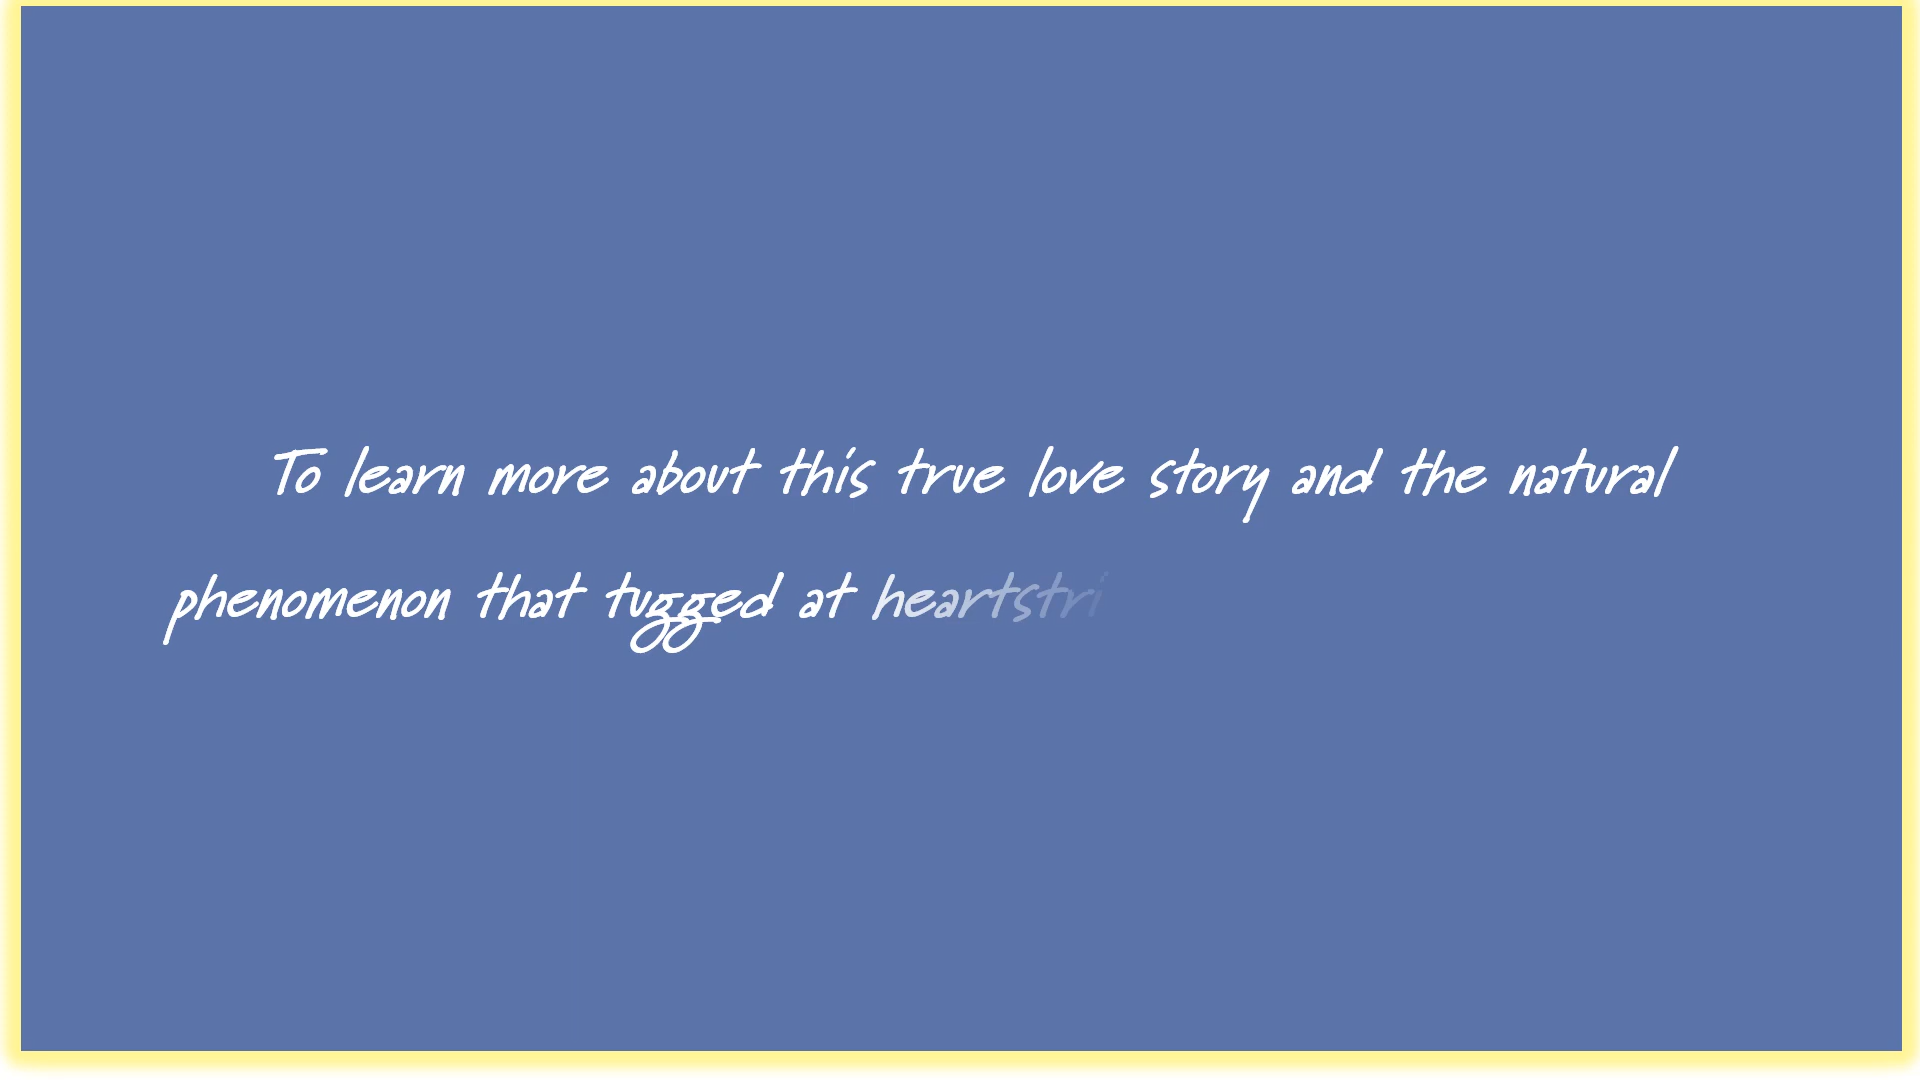 To learn more about this true love story and the natural
phenomenon that tugged at heartstri